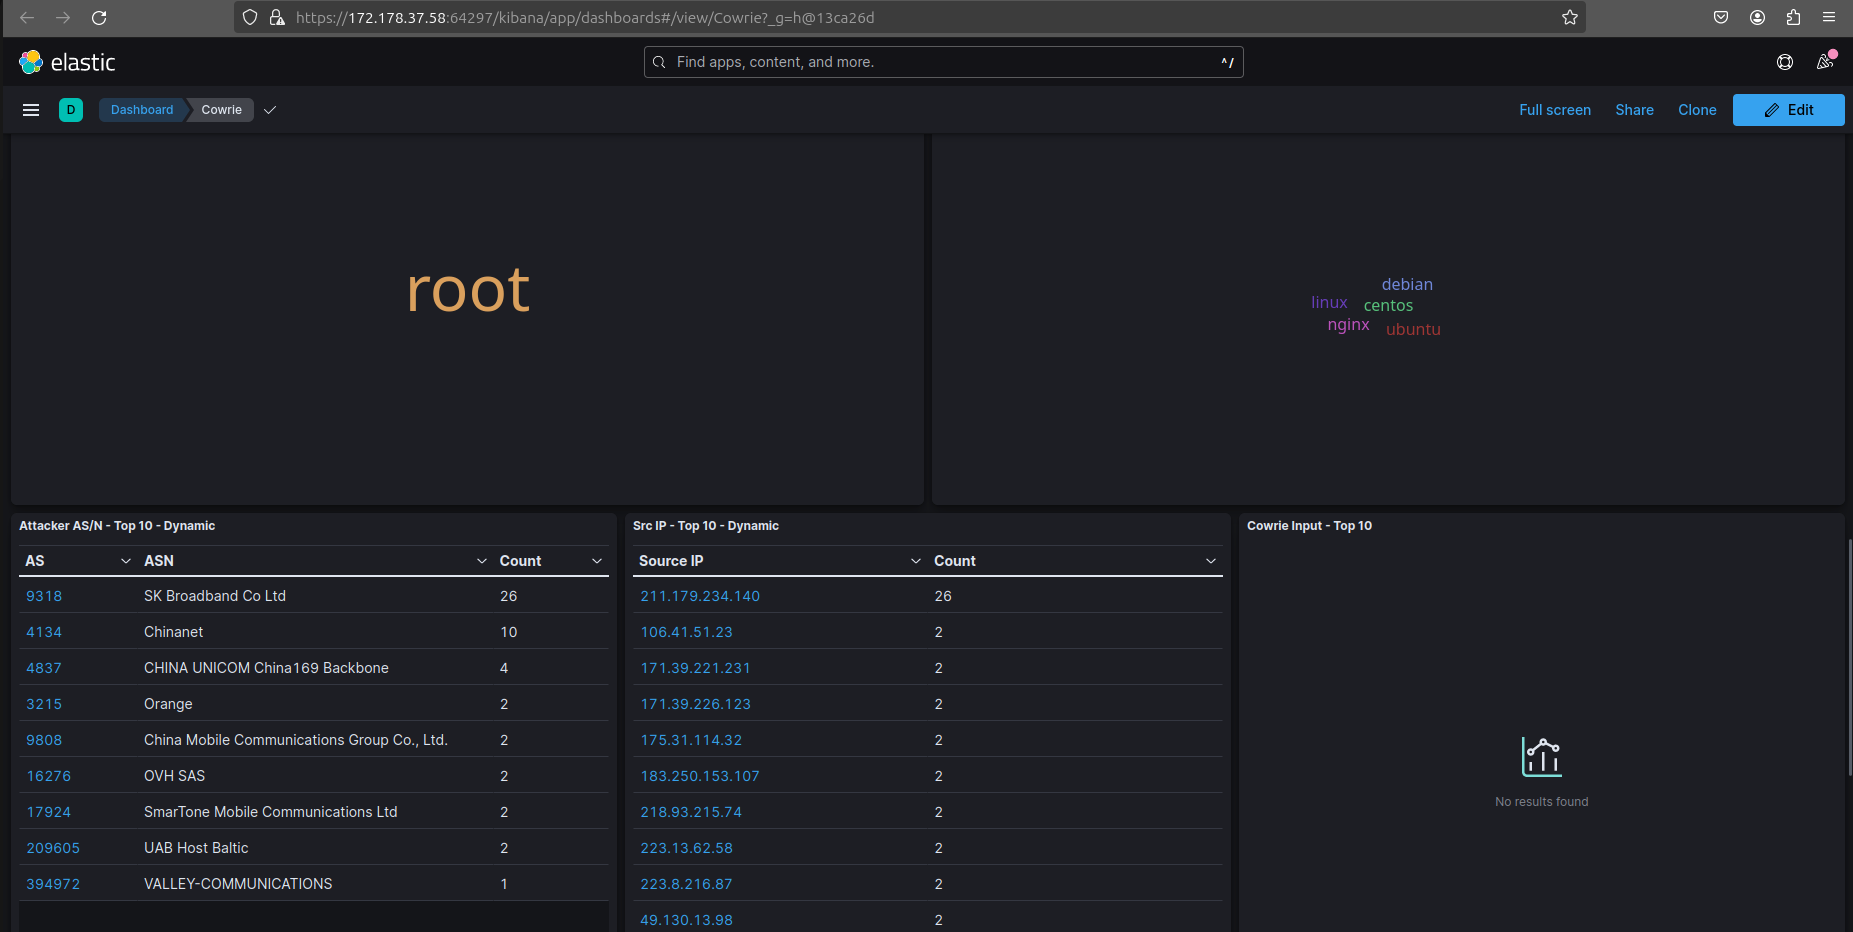 https://172.178.37.58:64297/kibana/app/dashboards#/view/Cowrie?_g=h@13ca26d
elastic
Find apps, content, and more.
^/
D
Dashboard
Cowrie
Full screen
Share
Clone
Edit
root
debian
linux
centos
nginx
ubuntu
Attacker AS/N - Top 10 - Dynamic
AS ASN Count
9318 SK Broadband Co Ltd 26
4134 Chinanet 10
4837 CHINA UNICOM China169 Backbone 4
3215 Orange 2
9808 China Mobile Communications Group Co., Ltd. 2
16276 OVH SAS 2
17924 SmarTone Mobile Communications Ltd 2
209605 UAB Host Baltic 2
394972 VALLEY-COMMUNICATIONS 1
Src IP - Top 10 - Dynamic
Source IP Count
211.179.234.140 26
106.41.51.23 2
171.39.221.231 2
171.39.226.123 2
175.31.114.32 2
183.250.153.107 2
218.93.215.74 2
223.13.62.58 2
223.8.216.87 2
49.130.13.98 2
Cowrie Input - Top 10
No results found